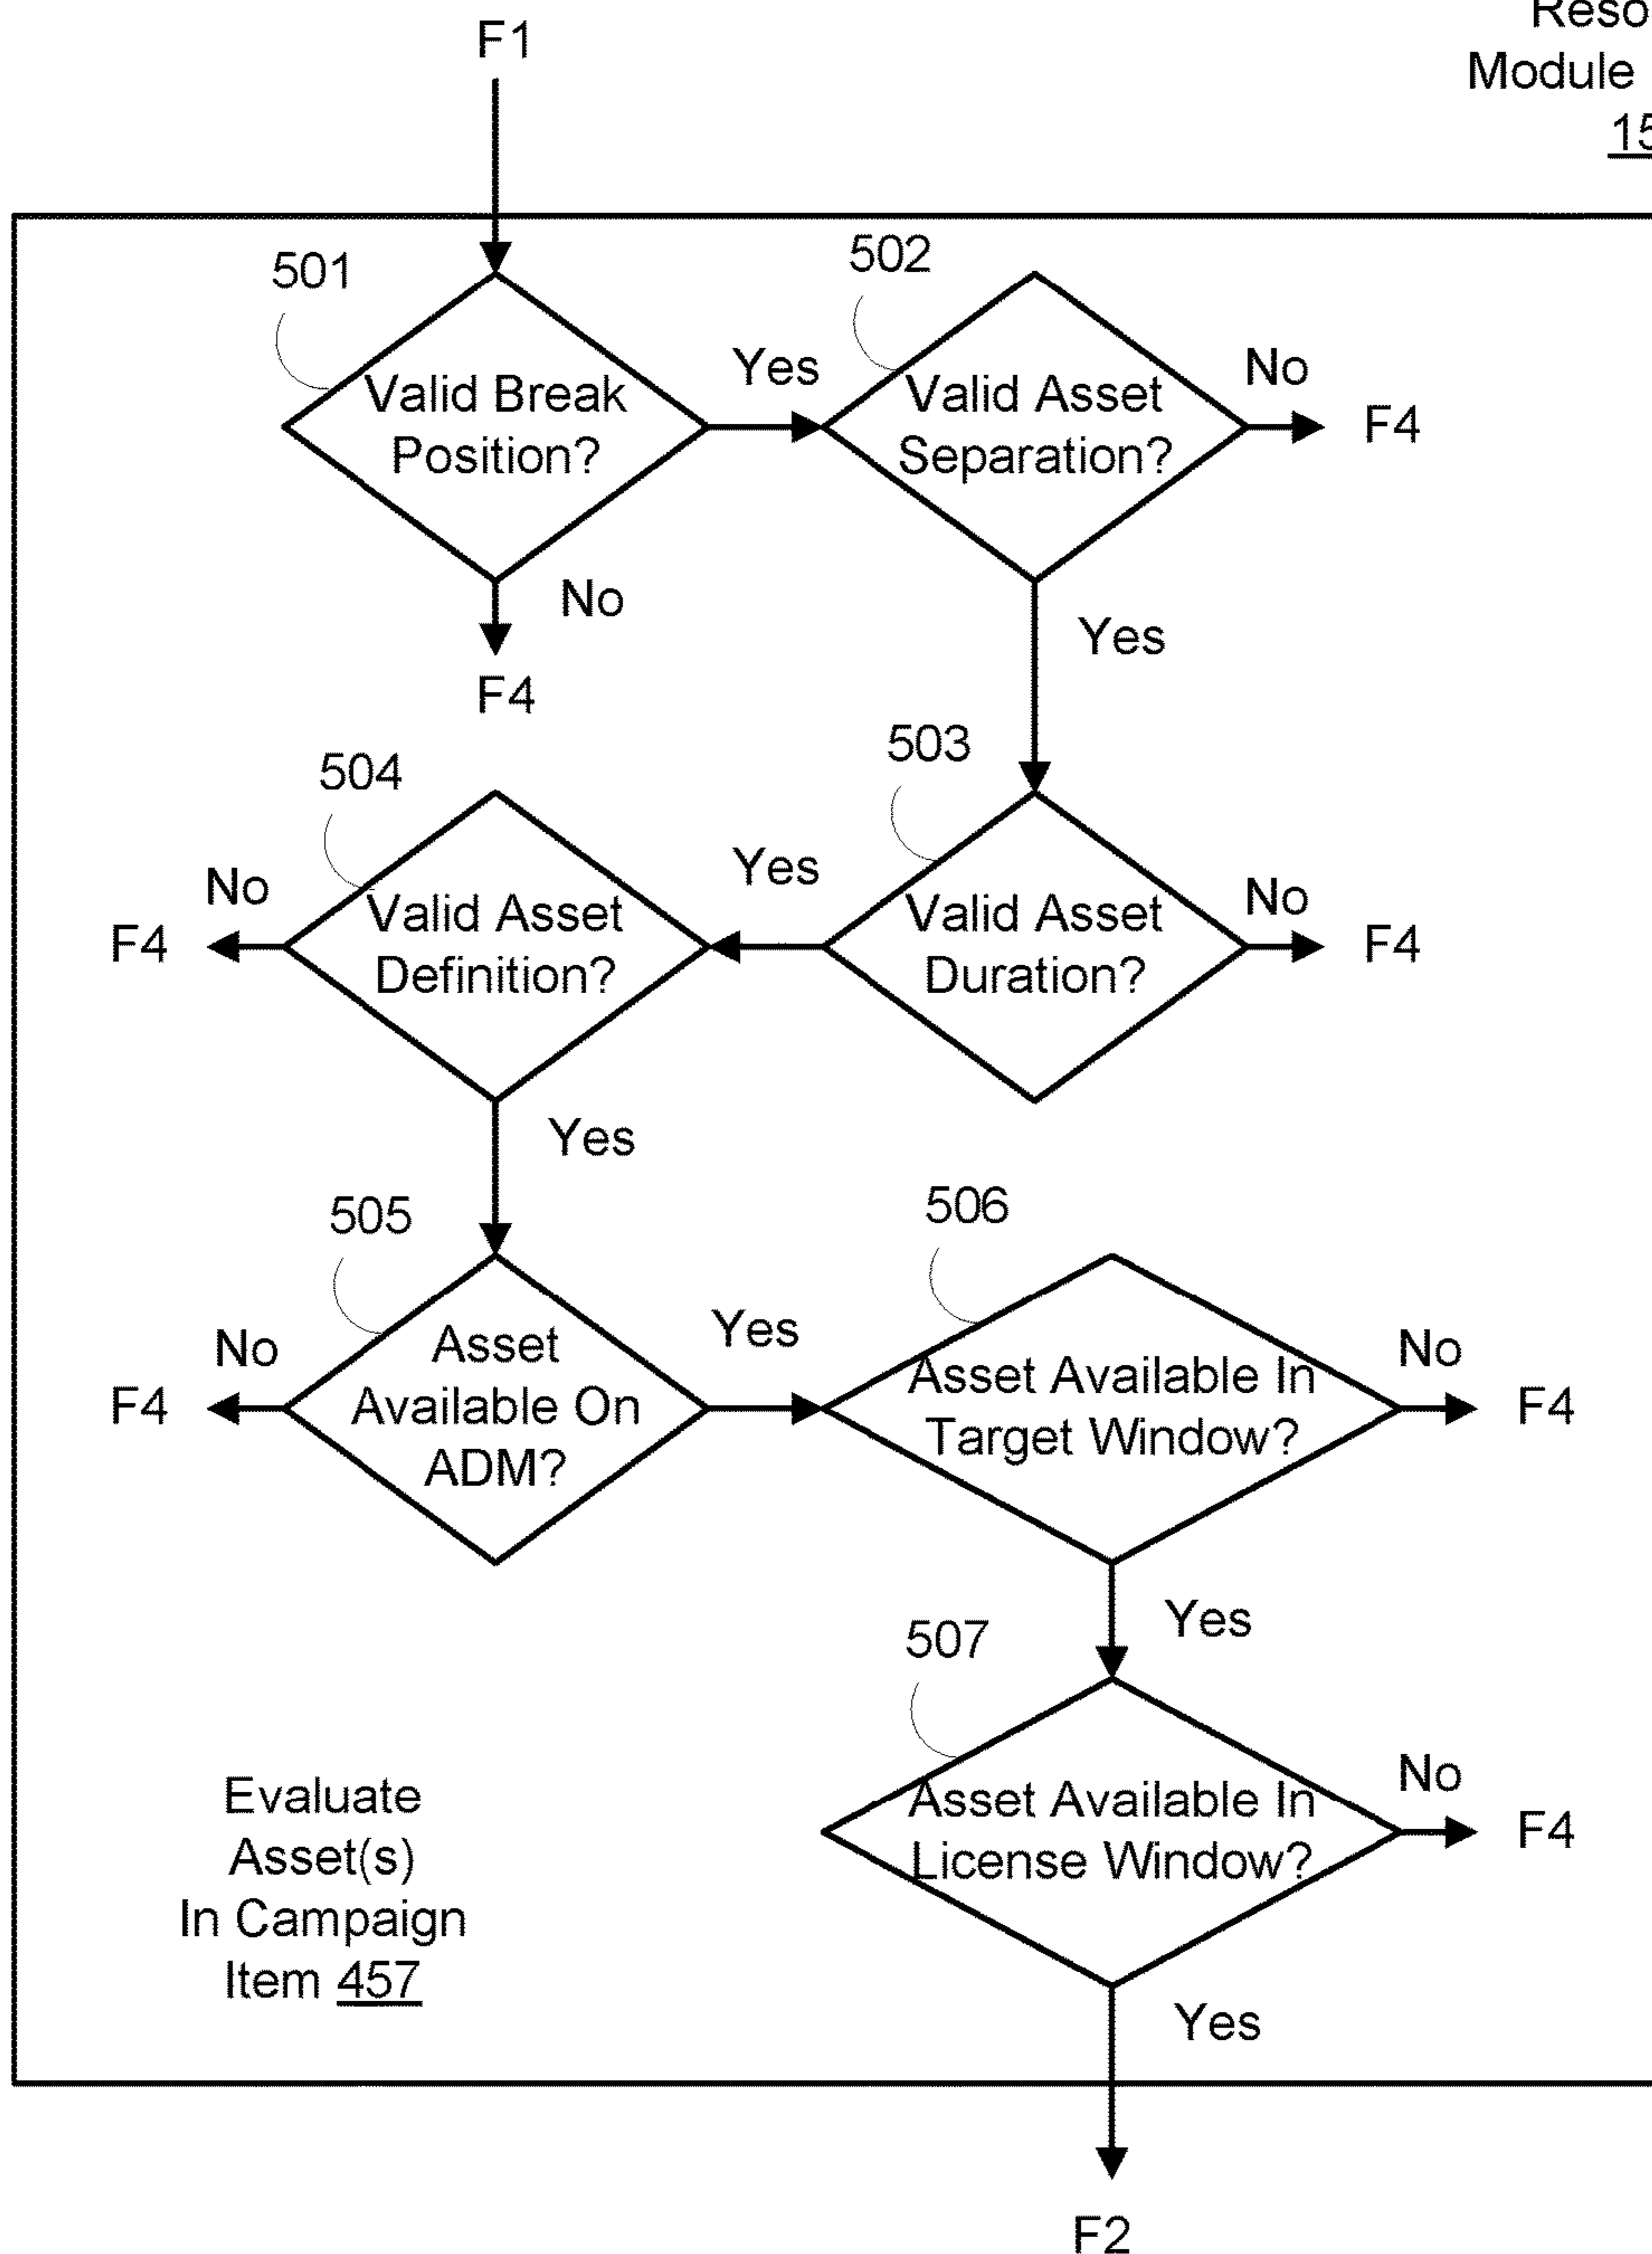 F1
Module
501
502
Valid Break
Position?
Yes
Valid Asset
Separation?
No
F4
No
F4
Yes
503
504
No
F4
Valid Asset
Definition?
Yes
Valid Asset
Duration?
No
F4
Yes
505
506
No
F4
Asset
Available On
ADM?
Yes
Asset Available In
Target Window?
No
F4
Yes
507
Asset Available In
License Window?
No
F4
Evaluate
Asset(s)
In Campaign
Item 457
Yes
F2